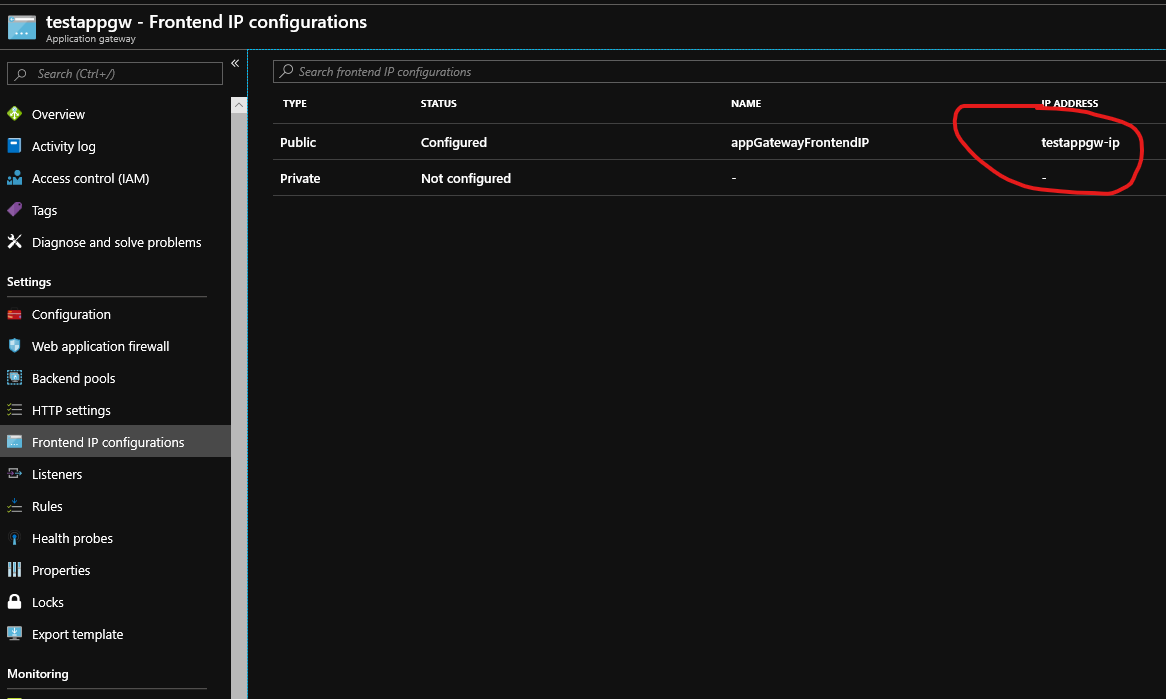 testappgw - Frontend IP configurations
Application gateway
Search (Ctrl+/)
«
Overview
Activity log
Access control (IAM)
Tags
Diagnose and solve problems
Settings
Configuration
Web application firewall
Backend pools
HTTP settings
Frontend IP configurations
Listeners
Rules
Health probes
Properties
Locks
Export template
Monitoring
Search frontend IP configurations
TYPE STATUS NAME IP ADDRESS
Public Configured appGatewayFrontendIP testappgw-ip
Private Not configured - -